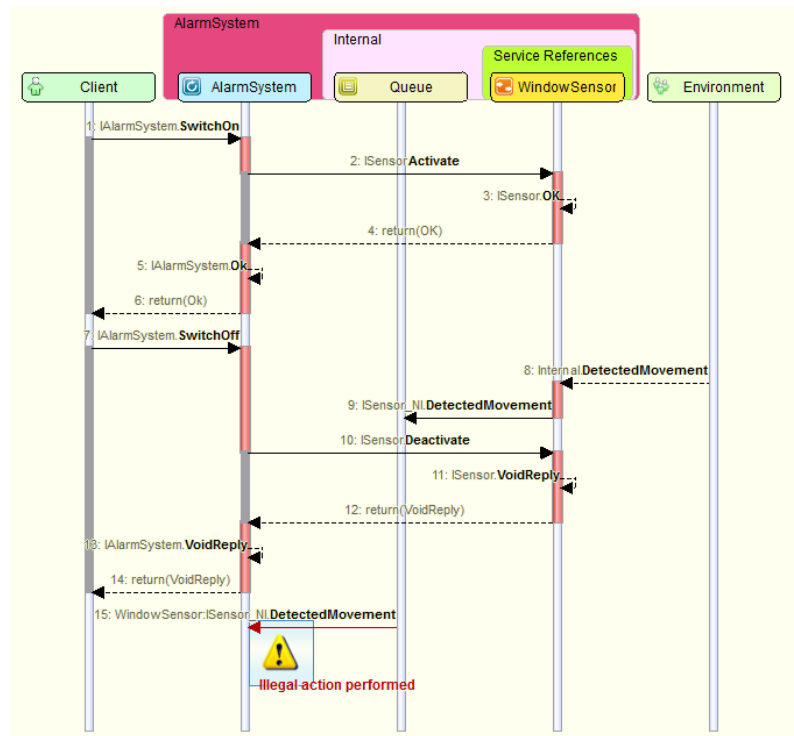 AlarmSystem
Internal
Service References
Client
AlarmSystem
Queue
WindowSensor
Environment
1: IAlarmSystem.SwitchOn
2: ISensor.Activate
3: ISensor.OK
4: return(OK)
5: IAlarmSystem.Ok
6: return(Ok)
7: IAlarmSystem.SwitchOff
8: Internal.DetectedMovement
9: ISensor_NI.DetectedMovement
10: ISensor.Deactivate
11: ISensor.VoidReply
12: return(VoidReply)
13: IAlarmSystem.VoidReply
14: return(VoidReply)
15: WindowSensor:ISensor_NI.DetectedMovement
Illegal action performed